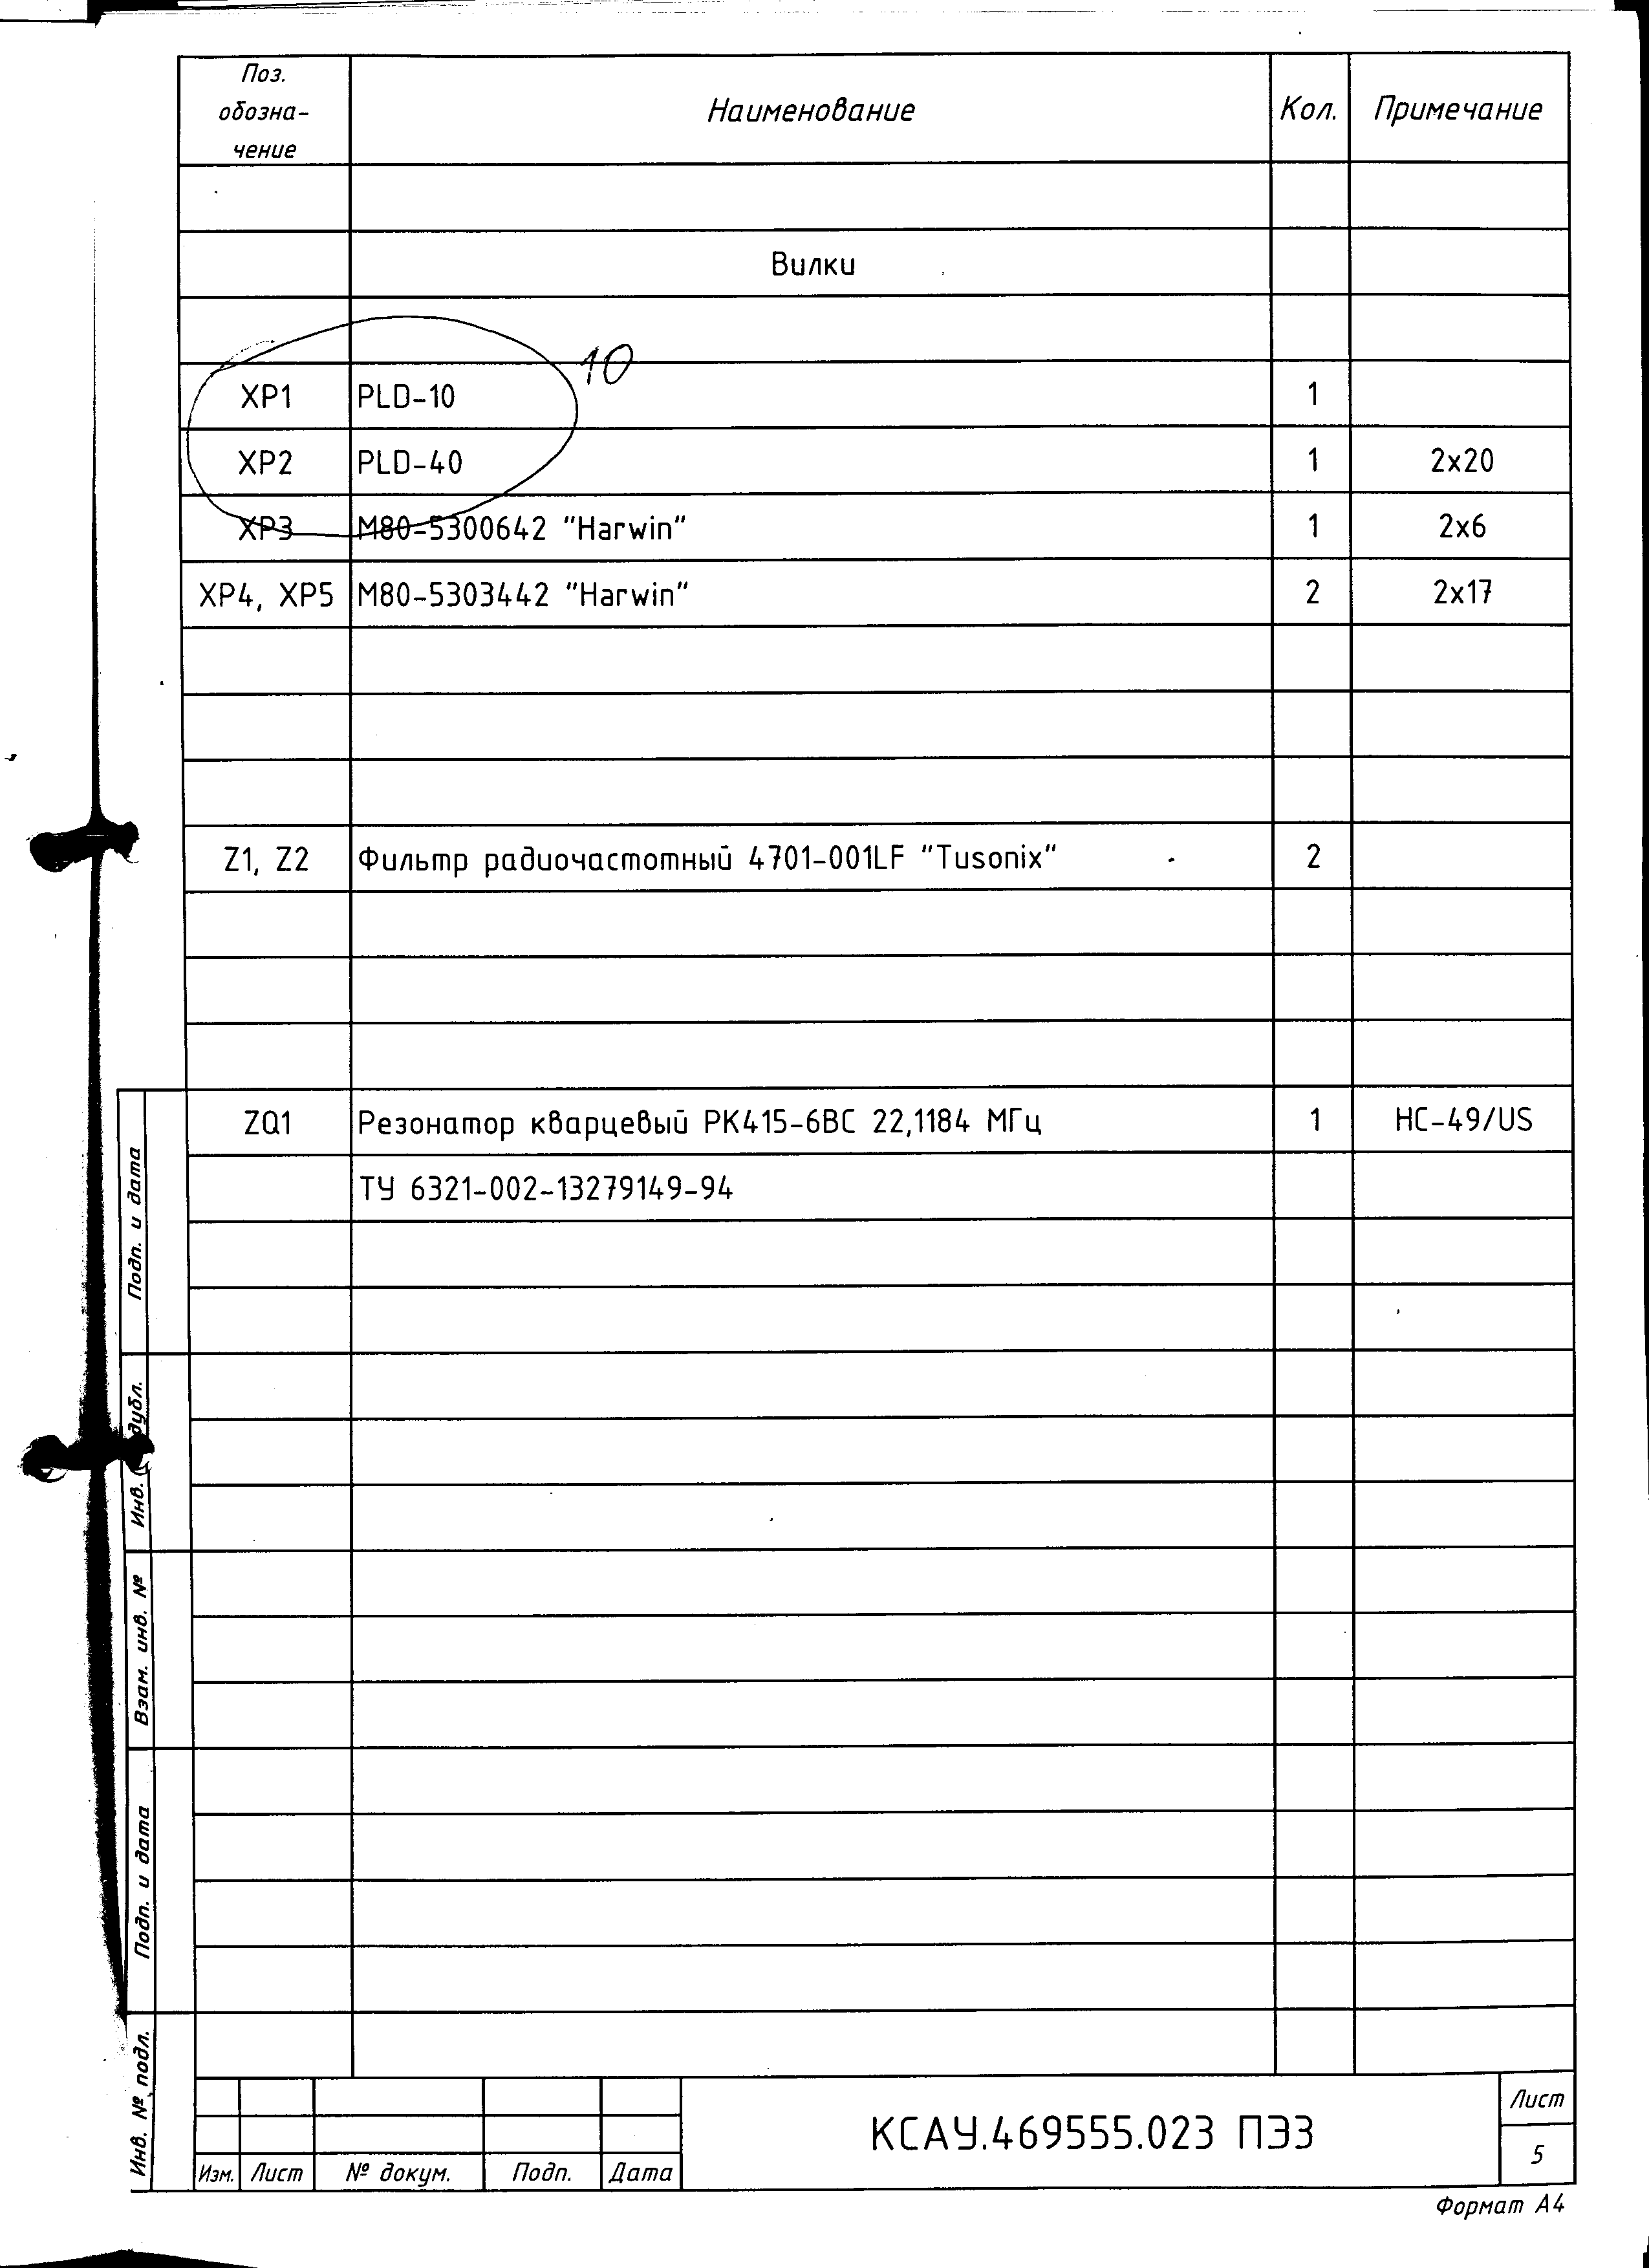 Поз. обозна- чение Наименование Кол. Примечание
Вилки
10
XP1 PLD-10 1
XP2 PLD-40 1 2x20
XP3 M80-5300642 "Harwin" 1 2x6
XP4, XP5 M80-5303442 "Harwin" 2 2x17
Z1, Z2 Фильтр радиочастотный 4701-001LF "Tusonix" 2
ZQ1 Резонатор кварцевый РК415-6ВС 22,1184 МГц 1 HC-49/US
ТУ 6321-002-13279149-94
Подп. и дата
Инв. дубл.
Взам. инв. №
Подп. и дата
Инв. № подл.
Изм. Лист № докум. Подп. Дата
КСАУ.469555.023 ПЭ3
Лист
5
Формат А4